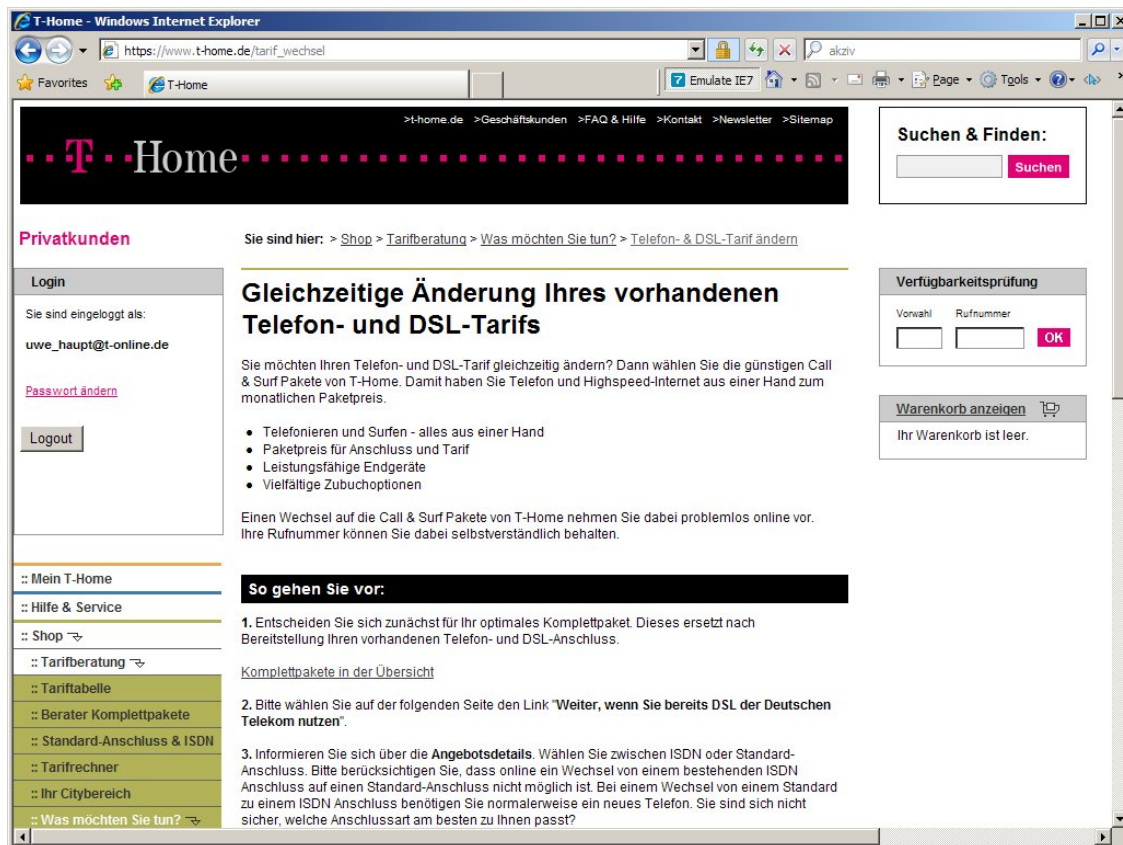 T-Home - Windows Internet Explorer
https://www.t-home.de/tarif_wechsel
akziv
Favorites
T-Home
7 Emulate IE7
Page
Tools
>t-home.de >Geschäftskunden >FAQ & Hilfe >Kontakt >Newsletter >Sitemap
T Home
Suchen & Finden:
Suchen
Privatkunden
Sie sind hier: > Shop > Tarifberatung > Was möchten Sie tun? > Telefon- & DSL-Tarif ändern
Login
Sie sind eingeloggt als:
uwe_haupt@t-online.de
Passwort ändern
Logout
Gleichzeitige Änderung Ihres vorhandenen
Telefon- und DSL-Tarifs
Sie möchten Ihren Telefon- und DSL-Tarif gleichzeitig ändern? Dann wählen Sie die günstigen Call
& Surf Pakete von T-Home. Damit haben Sie Telefon und Highspeed-Internet aus einer Hand zum
monatlichen Paketpreis.
• Telefonieren und Surfen - alles aus einer Hand
• Paketpreis für Anschluss und Tarif
• Leistungsfähige Endgeräte
• Vielfältige Zubuchoptionen
Einen Wechsel auf die Call & Surf Pakete von T-Home nehmen Sie dabei problemlos online vor.
Ihre Rufnummer können Sie dabei selbstverständlich behalten.
Verfügbarkeitsprüfung
Vorwahl Rufnummer
OK
Warenkorb anzeigen
Ihr Warenkorb ist leer.
:: Mein T-Home
:: Hilfe & Service
:: Shop
:: Tarifberatung
:: Tariftabelle
:: Berater Komplettpakete
:: Standard-Anschluss & ISDN
:: Tarifrechner
:: Ihr Citybereich
:: Was möchten Sie tun?
So gehen Sie vor:
1. Entscheiden Sie sich zunächst für Ihr optimales Komplettpaket. Dieses ersetzt nach
Bereitstellung Ihren vorhandenen Telefon- und DSL-Anschluss.
Komplettpakete in der Übersicht
2. Bitte wählen Sie auf der folgenden Seite den Link "Weiter, wenn Sie bereits DSL der Deutschen
Telekom nutzen".
3. Informieren Sie sich über die Angebotsdetails. Wählen Sie zwischen ISDN oder Standard-
Anschluss. Bitte berücksichtigen Sie, dass online ein Wechsel von einem bestehenden ISDN
Anschluss auf einen Standard-Anschluss nicht möglich ist. Bei einem Wechsel von einem Standard
zu einem ISDN Anschluss benötigen Sie normalerweise ein neues Telefon. Sie sind sich nicht
sicher, welche Anschlussart am besten zu Ihnen passt?